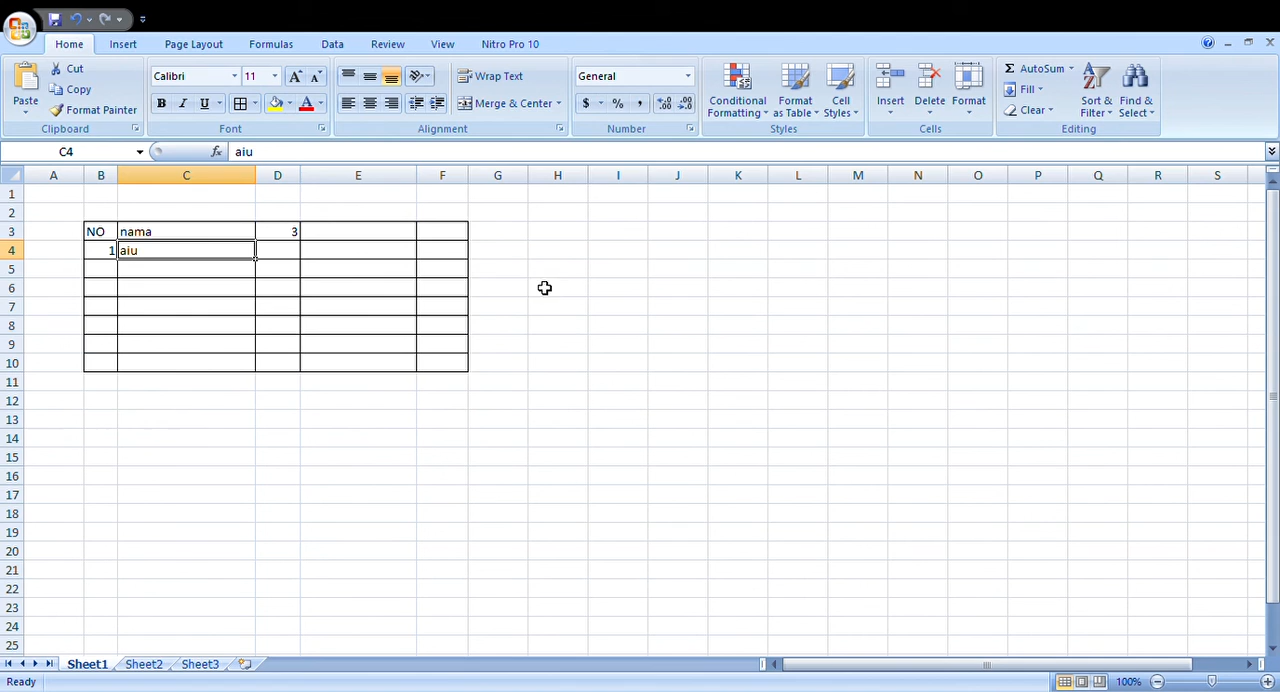 Home Insert Page Layout Formulas Data Review View Nitro Pro 10
Paste Cut Copy Format Painter
Clipboard
Calibri 11 A A
B I U A
Font
Wrap Text
Merge & Center
Alignment
General
$ % ,
Number
Conditional Formatting Format as Table Cell Styles
Styles
Insert Delete Format
Cells
Σ AutoSum Fill Clear Sort & Filter Find & Select
Editing
C4 fx aiu
A B C D E F G H I J K L M N O P Q R S
1
2
3 NO nama 3
4 1 aiu
5
6
7
8
9
10
11
12
13
14
15
16
17
18
19
20
21
22
23
24
25
Sheet1 Sheet2 Sheet3
Ready 100%